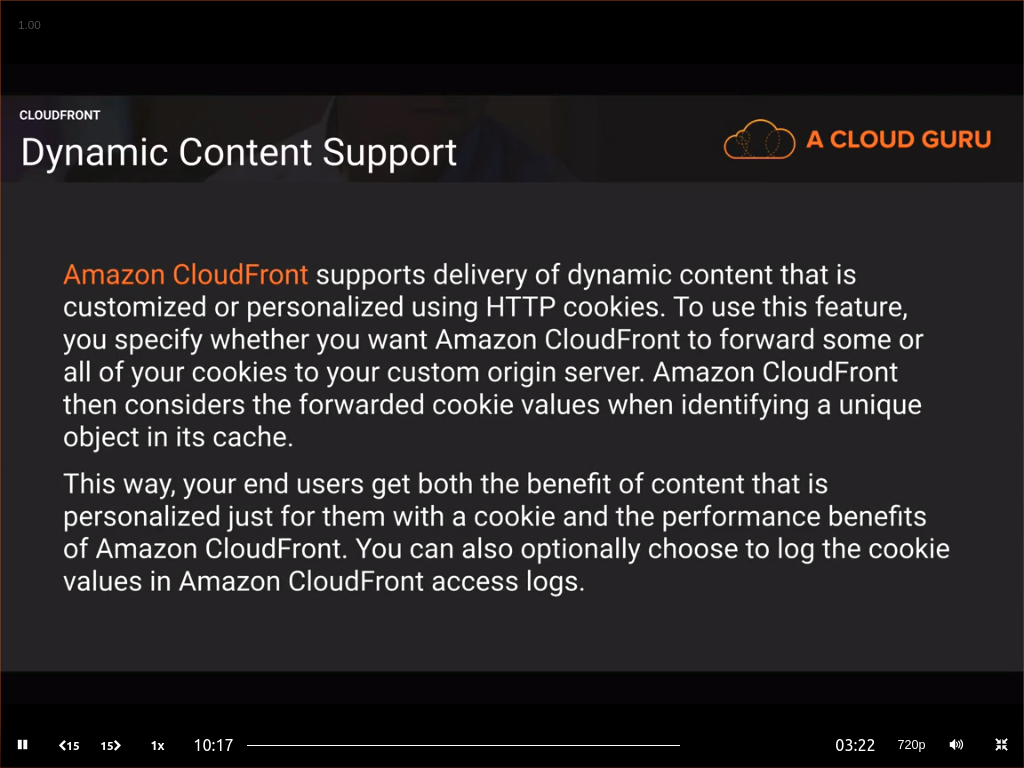 1.00
CLOUDFRONT
Dynamic Content Support
A CLOUD GURU
Amazon CloudFront supports delivery of dynamic content that is
customized or personalized using HTTP cookies. To use this feature,
you specify whether you want Amazon CloudFront to forward some or
all of your cookies to your custom origin server. Amazon CloudFront
then considers the forwarded cookie values when identifying a unique
object in its cache.
This way, your end users get both the benefit of content that is
personalized just for them with a cookie and the performance benefits
of Amazon CloudFront. You can also optionally choose to log the cookie
values in Amazon CloudFront access logs.
15 15 1x 10:17 03:22 720p